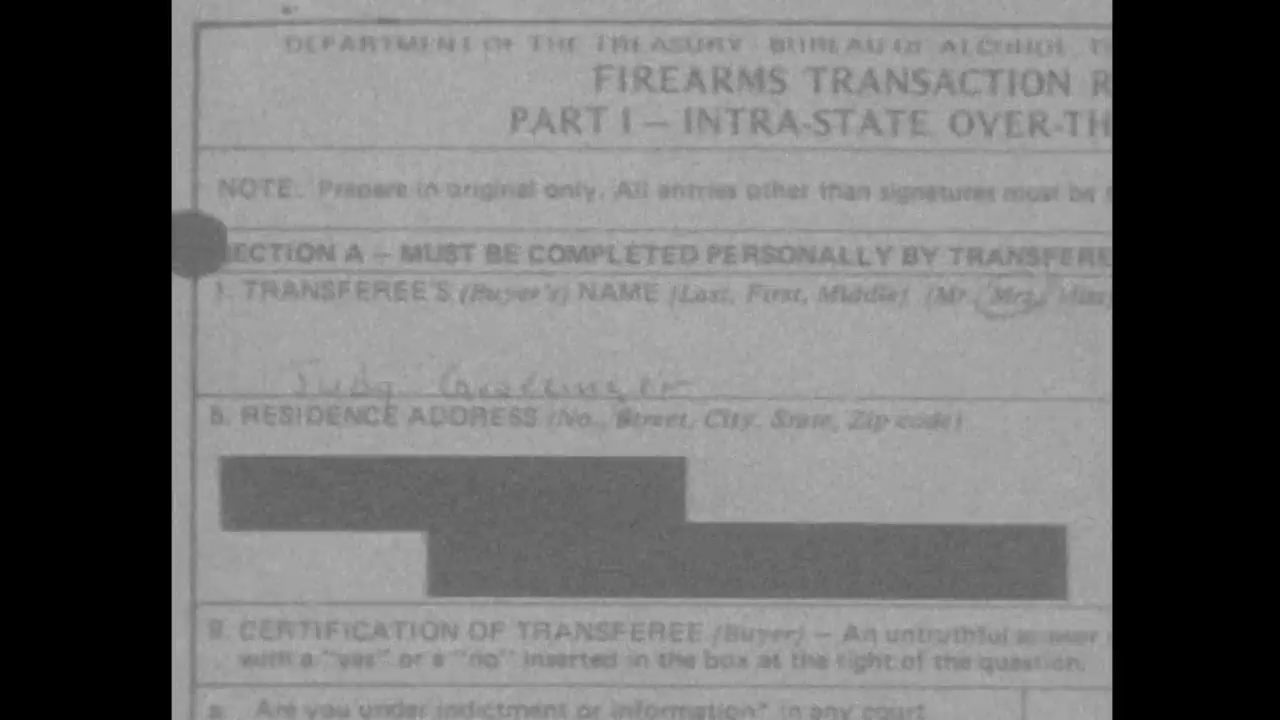 DEPARTMENT OF THE TREASURY - BUREAU OF ALCOHOL
FIREARMS TRANSACTION R
PART I – INTRA-STATE OVER-TH
NOTE. Prepare in original only. All entries other than signatures must be
ECTION A – MUST BE COMPLETED PERSONALLY BY TRANSFERE
1. TRANSFEREE'S (Buyer's) NAME (Last, First, Middle) (Mr. Mrs. Miss)
Judy
RESIDENCE ADDRESS (No., Street, City, State, Zip code)
CERTIFICATION OF TRANSFEREE (Buyer) – An untruthful answer
with a "yes" or a "no" inserted in the box at the right of the question.
a. Are you under indictment or information* in any court